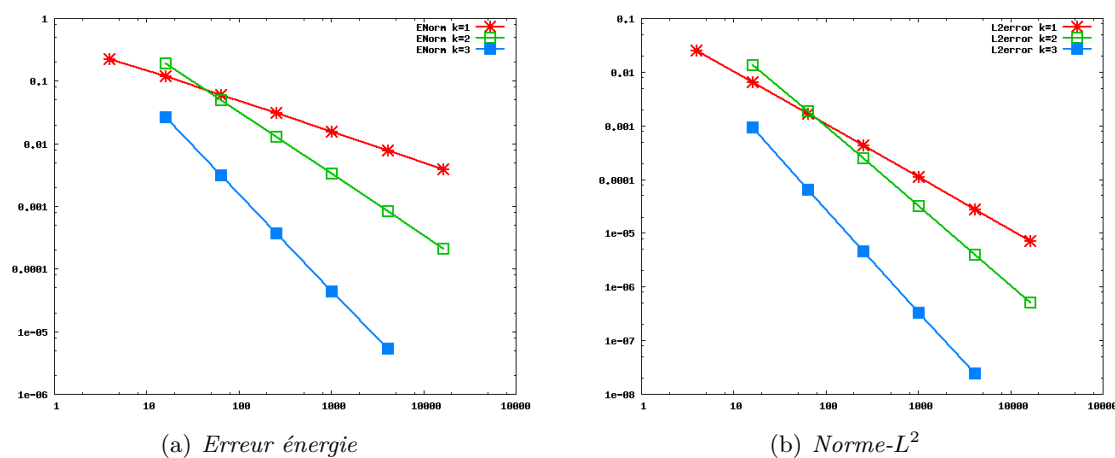 1
0.1
0.01
0.001
0.0001
1e-05
1e-06
1 10 100 1000 10000 10000
ENorm k=1
ENorm k=2
ENorm k=3
(a) Erreur énergie
0.1
0.01
0.001
0.0001
1e-05
1e-06
1e-07
1e-08
1 10 100 1000 10000 10000
L2error k=1
L2error k=2
L2error k=3
(b) Norme-L²